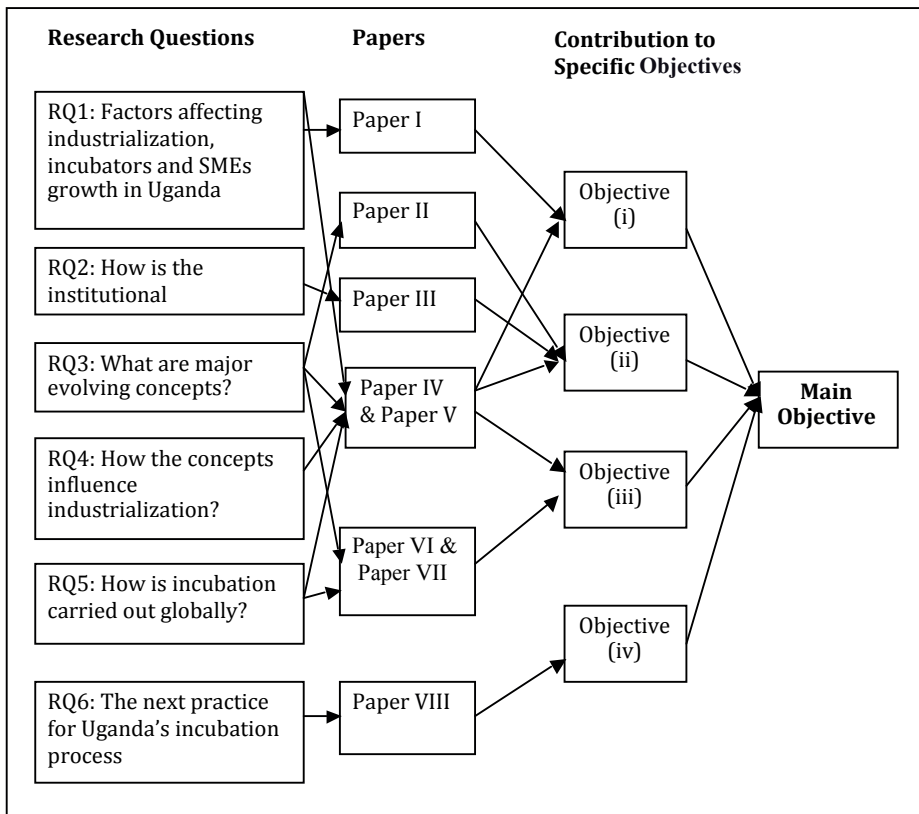 Research Questions
Papers
Contribution to
Specific Objectives
RQ1: Factors affecting
industrialization,
incubators and SMEs
growth in Uganda
RQ2: How is the
institutional
RQ3: What are major
evolving concepts?
RQ4: How the concepts
influence
industrialization?
RQ5: How is incubation
carried out globally?
RQ6: The next practice
for Uganda’s incubation
process
Paper I
Paper II
Paper III
Paper IV
& Paper V
Paper VI &
Paper VII
Paper VIII
Objective
(i)
Objective
(ii)
Objective
(iii)
Objective
(iv)
Main
Objective